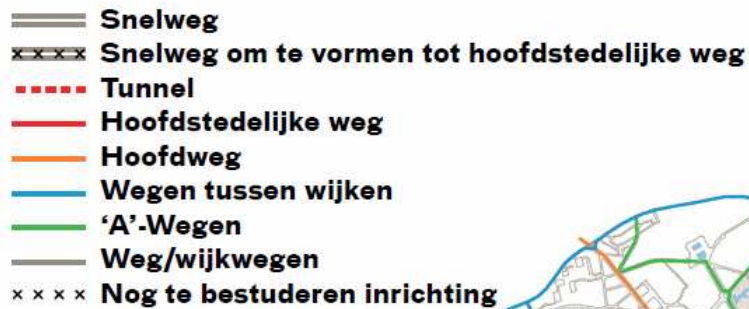 Snelweg
Snelweg om te vormen tot hoofdstedelijke weg
Tunnel
Hoofdstedelijke weg
Hoofdweg
Wegen tussen wijken
‘A’-Wegen
Weg/wijkwegen
Nog te bestuderen inrichting